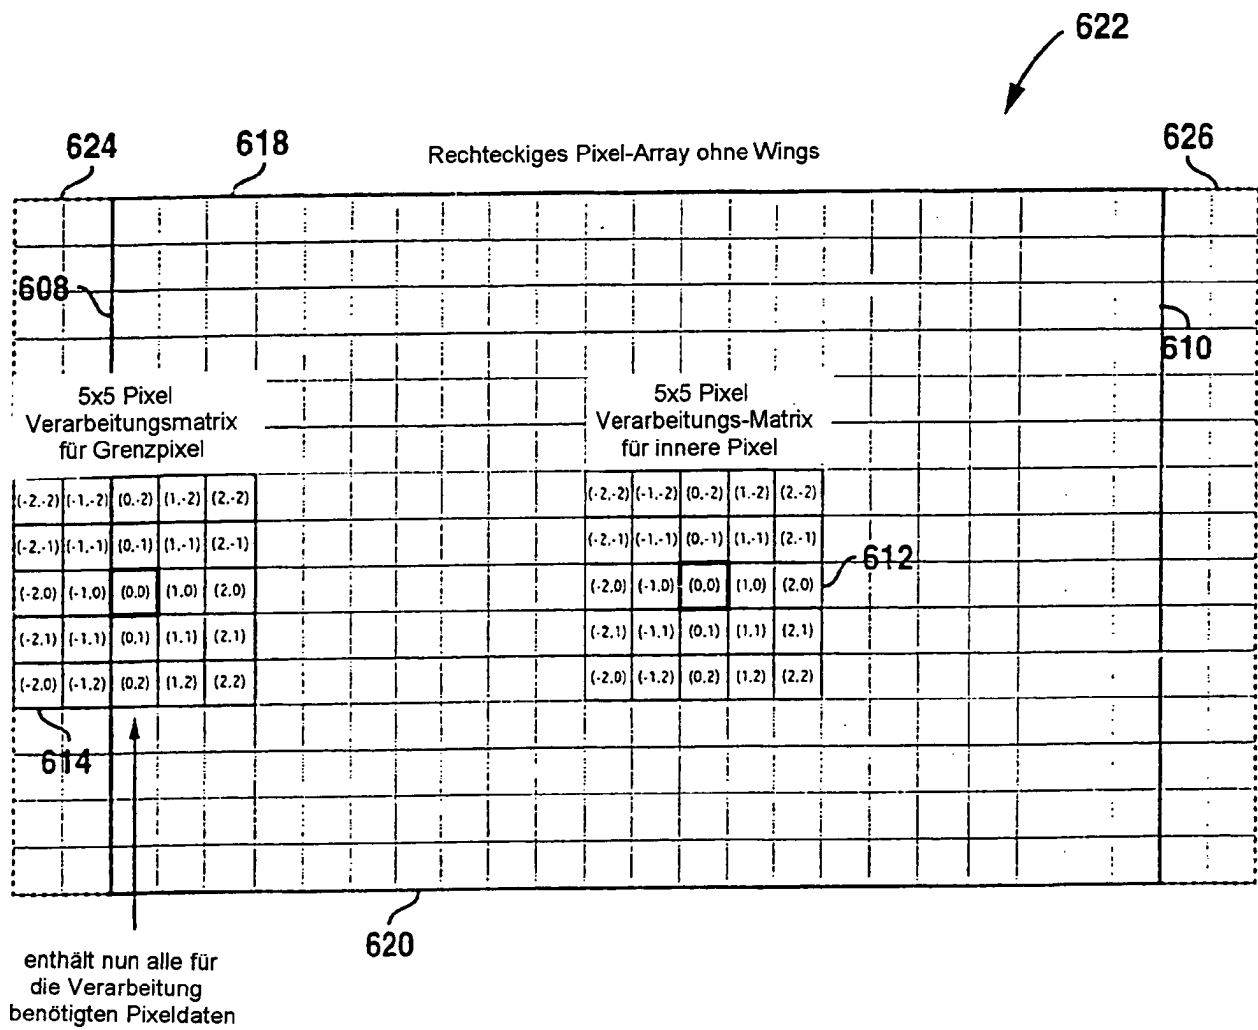 622
624
618
Rechteckiges Pixel-Array ohne Wings
626
608
610
5x5 Pixel
Verarbeitungsmatrix
für Grenzpixel
5x5 Pixel
Verarbeitungs-Matrix
für innere Pixel
(-2,-2) (-1,-2) (0,-2) (1,-2) (2,-2)
(-2,-1) (-1,-1) (0,-1) (1,-1) (2,-1)
(-2,0) (-1,0) (0,0) (1,0) (2,0)
(-2,1) (-1,1) (0,1) (1,1) (2,1)
(-2,0) (-1,2) (0,2) (1,2) (2,2)
(-2,-2) (-1,-2) (0,-2) (1,-2) (2,-2)
(-2,-1) (-1,-1) (0,-1) (1,-1) (2,-1)
(-2,0) (-1,0) (0,0) (1,0) (2,0)
(-2,1) (-1,1) (0,1) (1,1) (2,1)
(-2,0) (-1,2) (0,2) (1,2) (2,2)
612
614
620
enthält nun alle für
die Verarbeitung
benötigten Pixeldaten